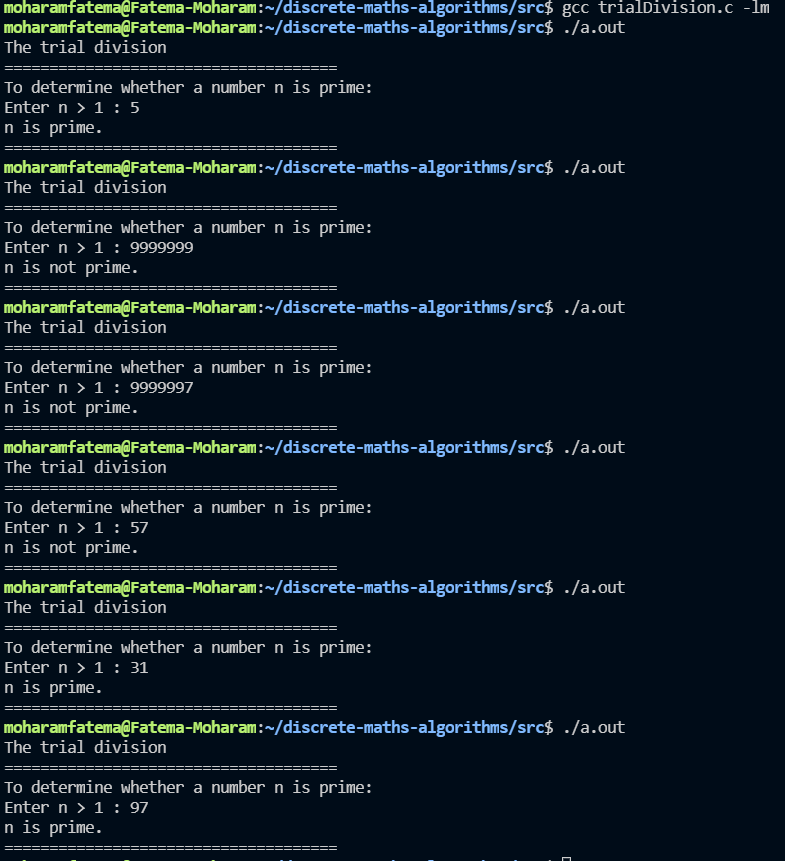 moharamfatema@Fatema-Moharam:~/discrete-maths-algorithms/src$ gcc trialDivision.c -lm
moharamfatema@Fatema-Moharam:~/discrete-maths-algorithms/src$ ./a.out
The trial division
=====================================
To determine whether a number n is prime:
Enter n > 1 : 5
n is prime.
=====================================
moharamfatema@Fatema-Moharam:~/discrete-maths-algorithms/src$ ./a.out
The trial division
=====================================
To determine whether a number n is prime:
Enter n > 1 : 9999999
n is not prime.
=====================================
moharamfatema@Fatema-Moharam:~/discrete-maths-algorithms/src$ ./a.out
The trial division
=====================================
To determine whether a number n is prime:
Enter n > 1 : 9999997
n is not prime.
=====================================
moharamfatema@Fatema-Moharam:~/discrete-maths-algorithms/src$ ./a.out
The trial division
=====================================
To determine whether a number n is prime:
Enter n > 1 : 57
n is not prime.
=====================================
moharamfatema@Fatema-Moharam:~/discrete-maths-algorithms/src$ ./a.out
The trial division
=====================================
To determine whether a number n is prime:
Enter n > 1 : 31
n is prime.
=====================================
moharamfatema@Fatema-Moharam:~/discrete-maths-algorithms/src$ ./a.out
The trial division
=====================================
To determine whether a number n is prime:
Enter n > 1 : 97
n is prime.
=====================================